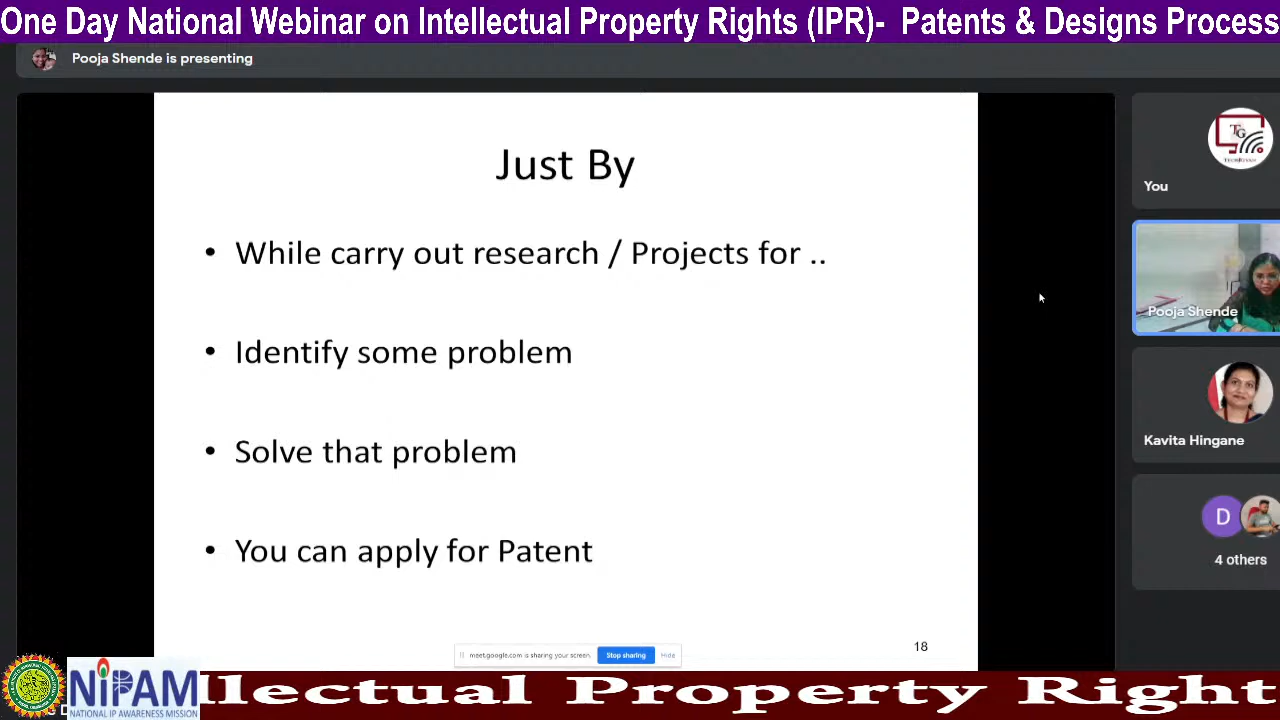 One Day National Webinar on Intellectual Property Rights (IPR)- Patents & Designs Process
Pooja Shende is presenting
Just By
• While carry out research / Projects for ..
• Identify some problem
• Solve that problem
• You can apply for Patent
18
meet.google.com is sharing your screen.
Stop sharing
Hide
TG
You
Pooja Shende
Kavita Hingane
D
4 others
NIPAM
NATIONAL IP AWARENESS MISSION
llectual Property Right